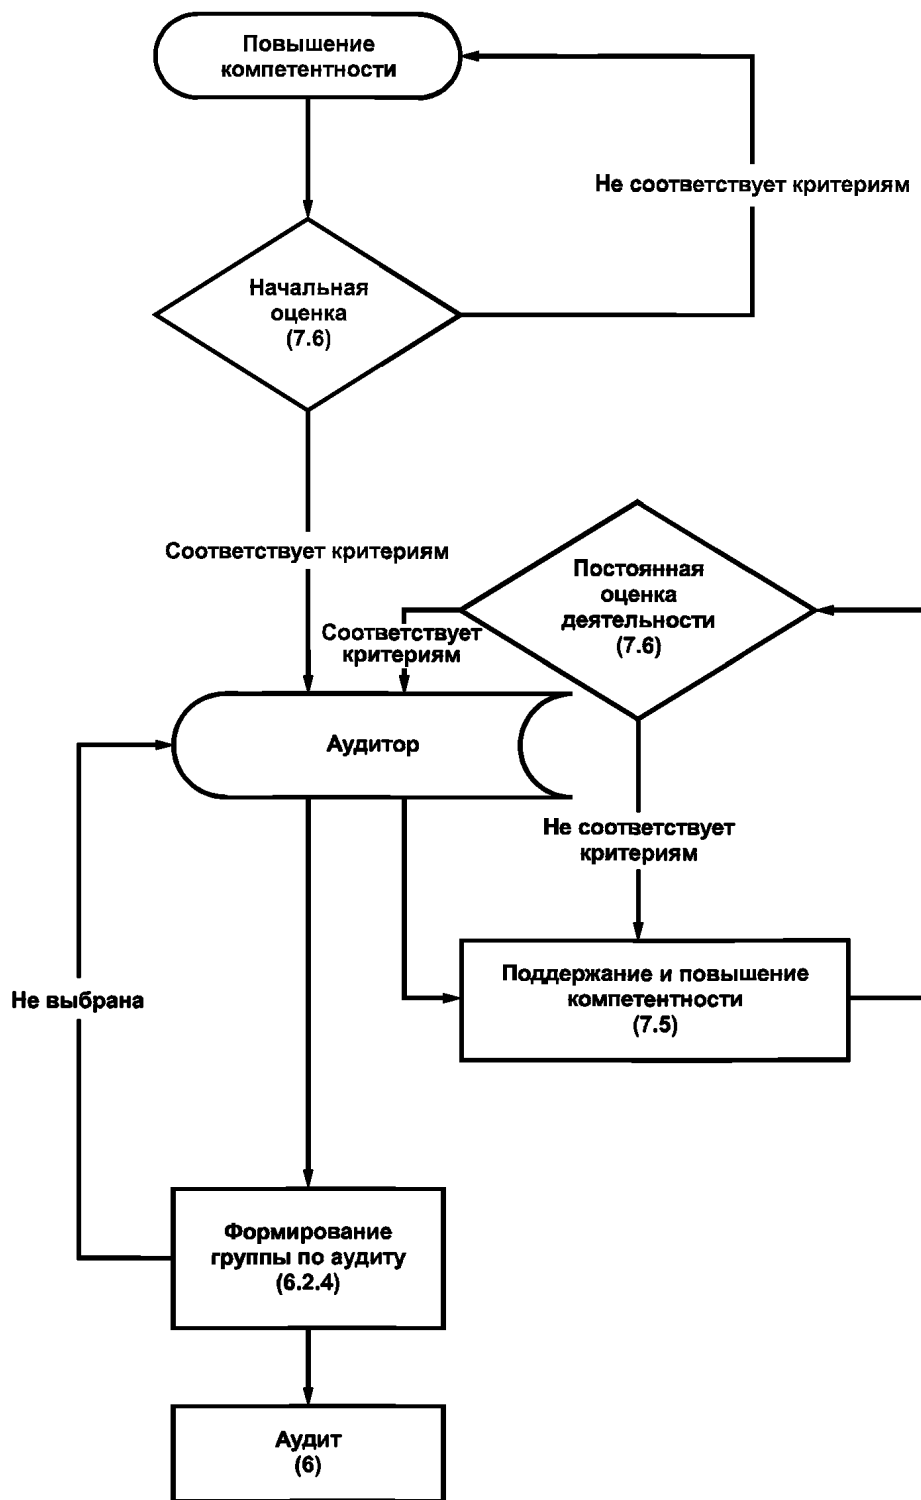 Повышение
компетентности
Не соответствует критериям
Начальная
оценка
(7.6)
Соответствует критериям
Постоянная
оценка
деятельности
(7.6)
Соответствует
критериям
Аудитор
Не соответствует
критериям
Поддержание и повышение
компетентности
(7.5)
Не выбрана
Формирование
группы по аудиту
(6.2.4)
Аудит
(6)